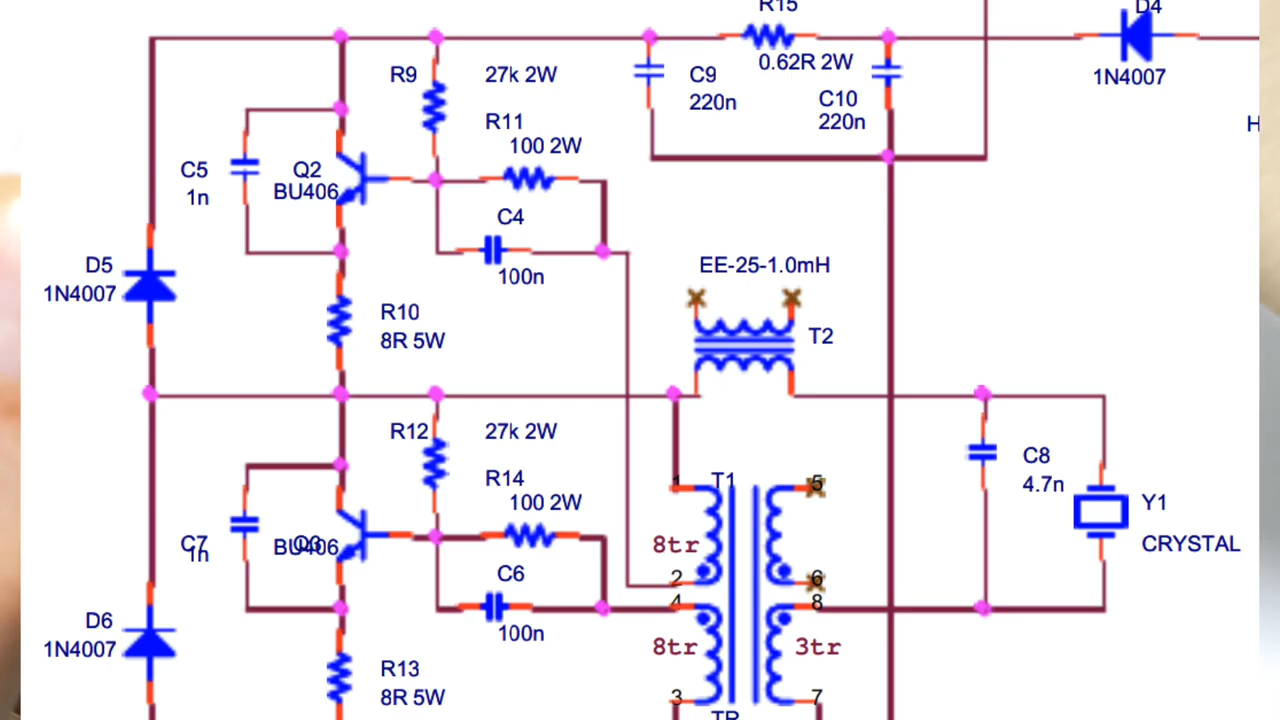 R15
D4
R9
27k 2W
C9
220n
0.62R 2W
C10
220n
1N4007
H
R11
100 2W
C5
1n
Q2
BU406
C4
100n
D5
1N4007
EE-25-1.0mH
R10
8R 5W
T2
R12
27k 2W
C8
4.7n
R14
100 2W
1
T1
5
Y1
CRYSTAL
C7
1n
Q3
BU406
8tr
C6
100n
2
6
4
8
D6
1N4007
8tr
3tr
R13
8R 5W
3
7
TR